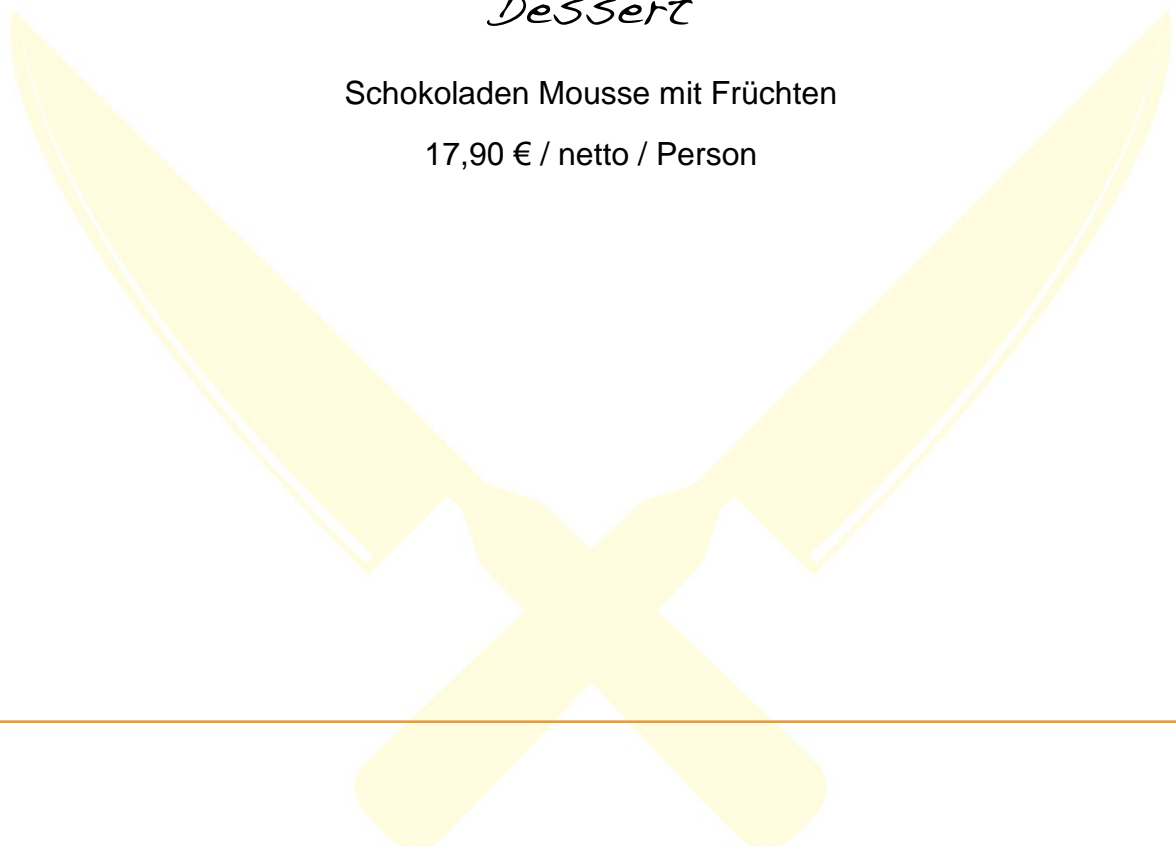 Dessert
Schokoladen Mousse mit Früchten
17,90 € / netto / Person